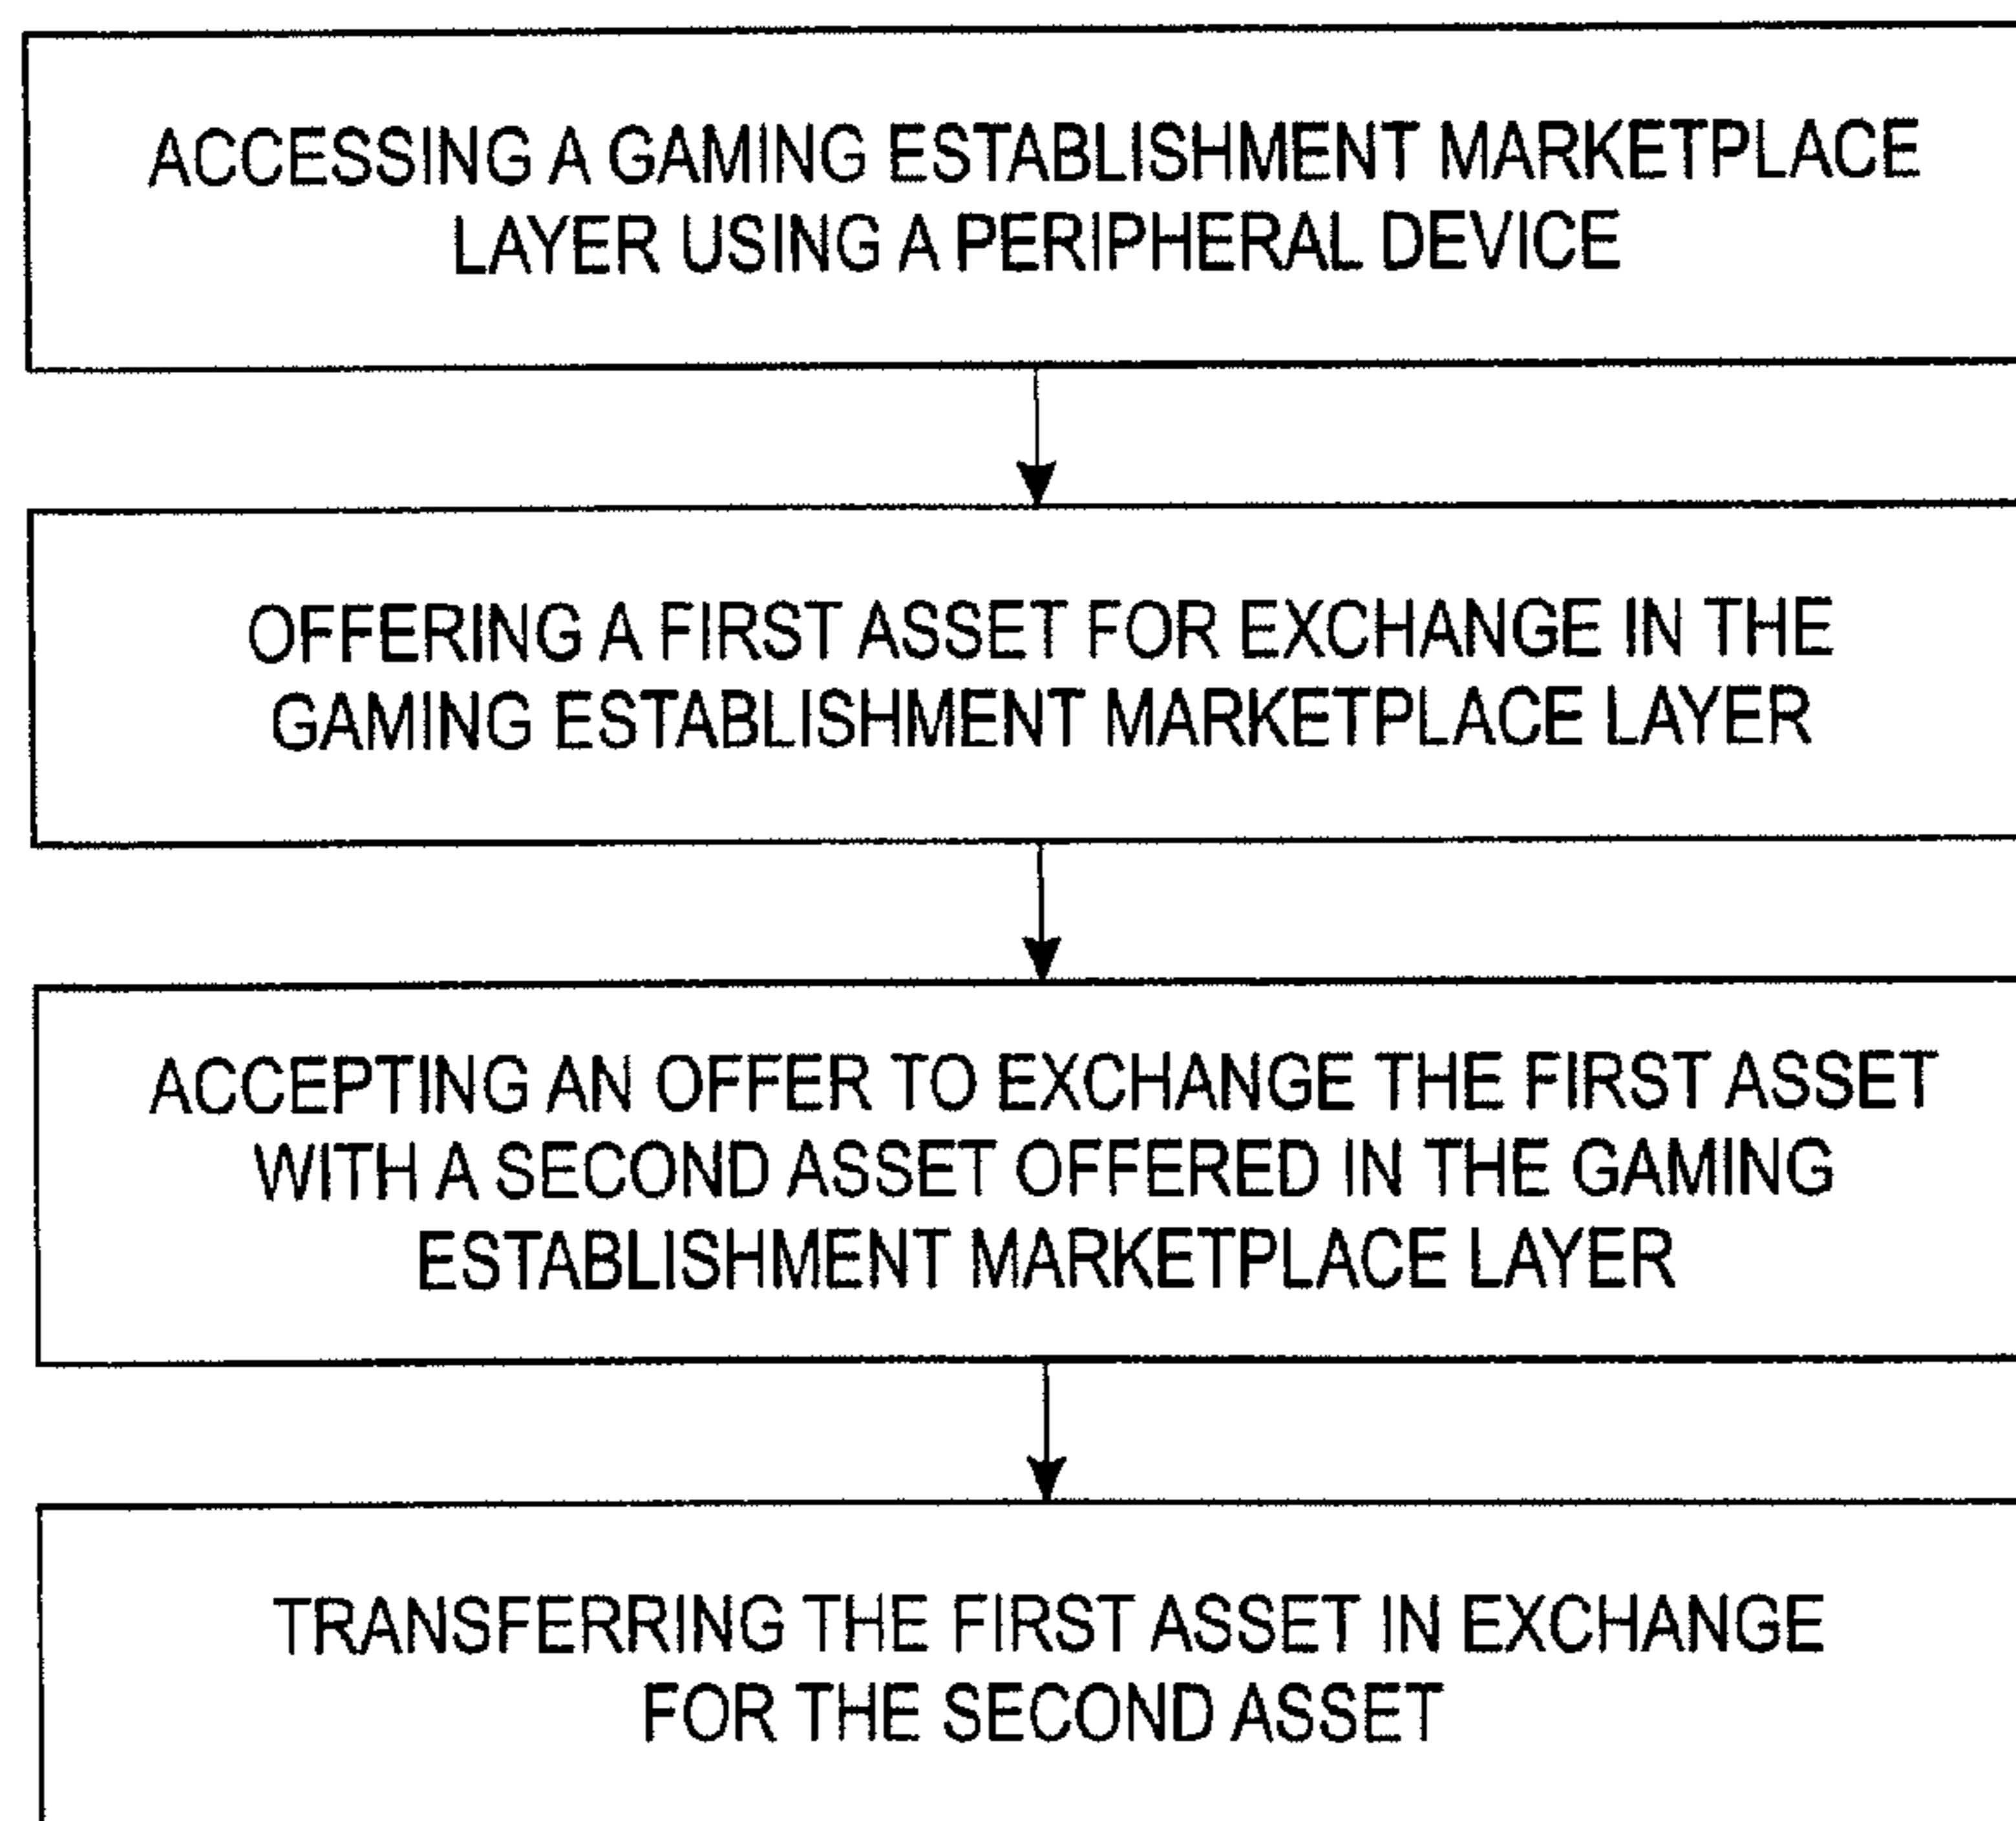 ACCESSING A GAMING ESTABLISHMENT MARKETPLACE
LAYER USING A PERIPHERAL DEVICE
OFFERING A FIRST ASSET FOR EXCHANGE IN THE
GAMING ESTABLISHMENT MARKETPLACE LAYER
ACCEPTING AN OFFER TO EXCHANGE THE FIRST ASSET
WITH A SECOND ASSET OFFERED IN THE GAMING
ESTABLISHMENT MARKETPLACE LAYER
TRANSFERRING THE FIRST ASSET IN EXCHANGE
FOR THE SECOND ASSET